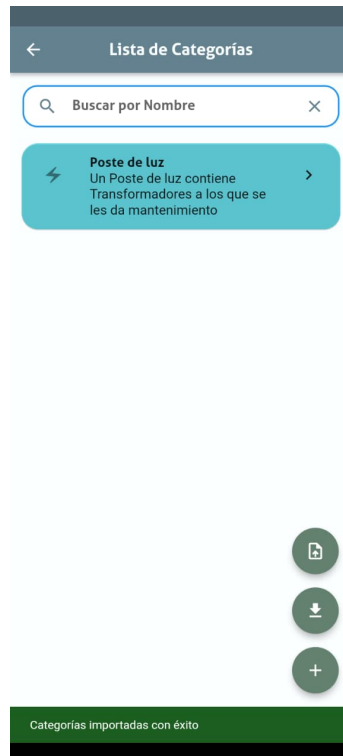 Lista de Categorías
Buscar por Nombre
Poste de luz
Un Poste de luz contiene
Transformadores a los que se
les da mantenimiento
Categorías importadas con éxito